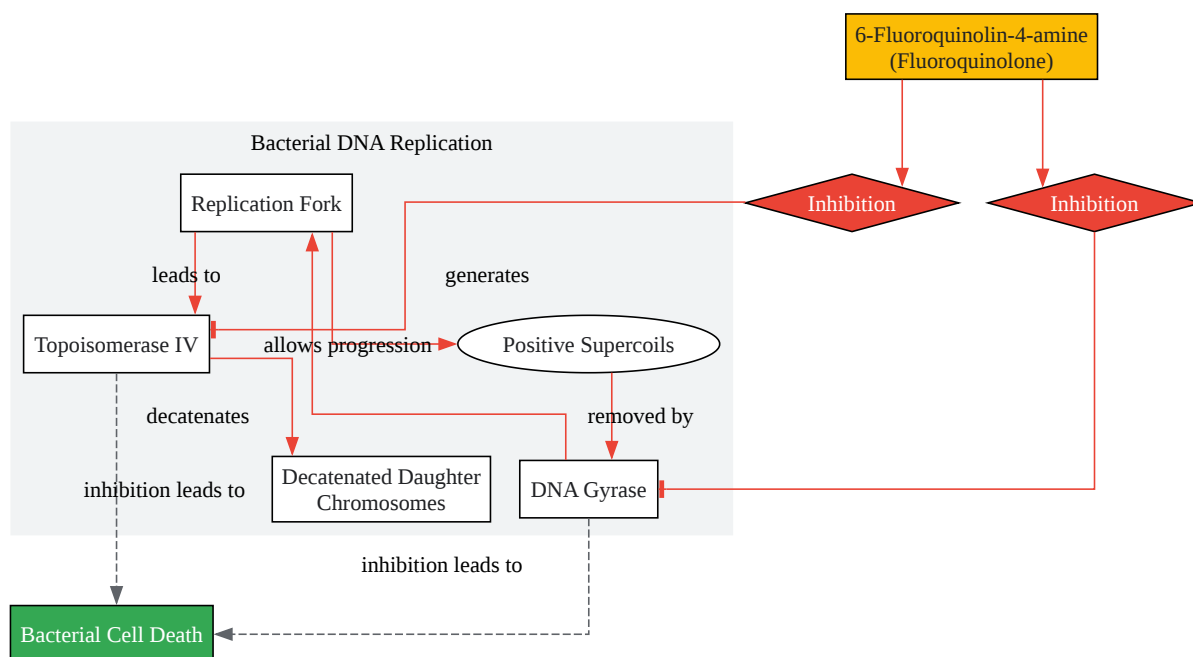 6-Fluoroquinolin-4-amine
(Fluoroquinolone)
Bacterial DNA Replication
Replication Fork
Inhibition
Inhibition
leads to
generates
Topoisomerase IV
allows progression
Positive Supercoils
decatenates
removed by
Decatenated Daughter
Chromosomes
DNA Gyrase
inhibition leads to
inhibition leads to
Bacterial Cell Death